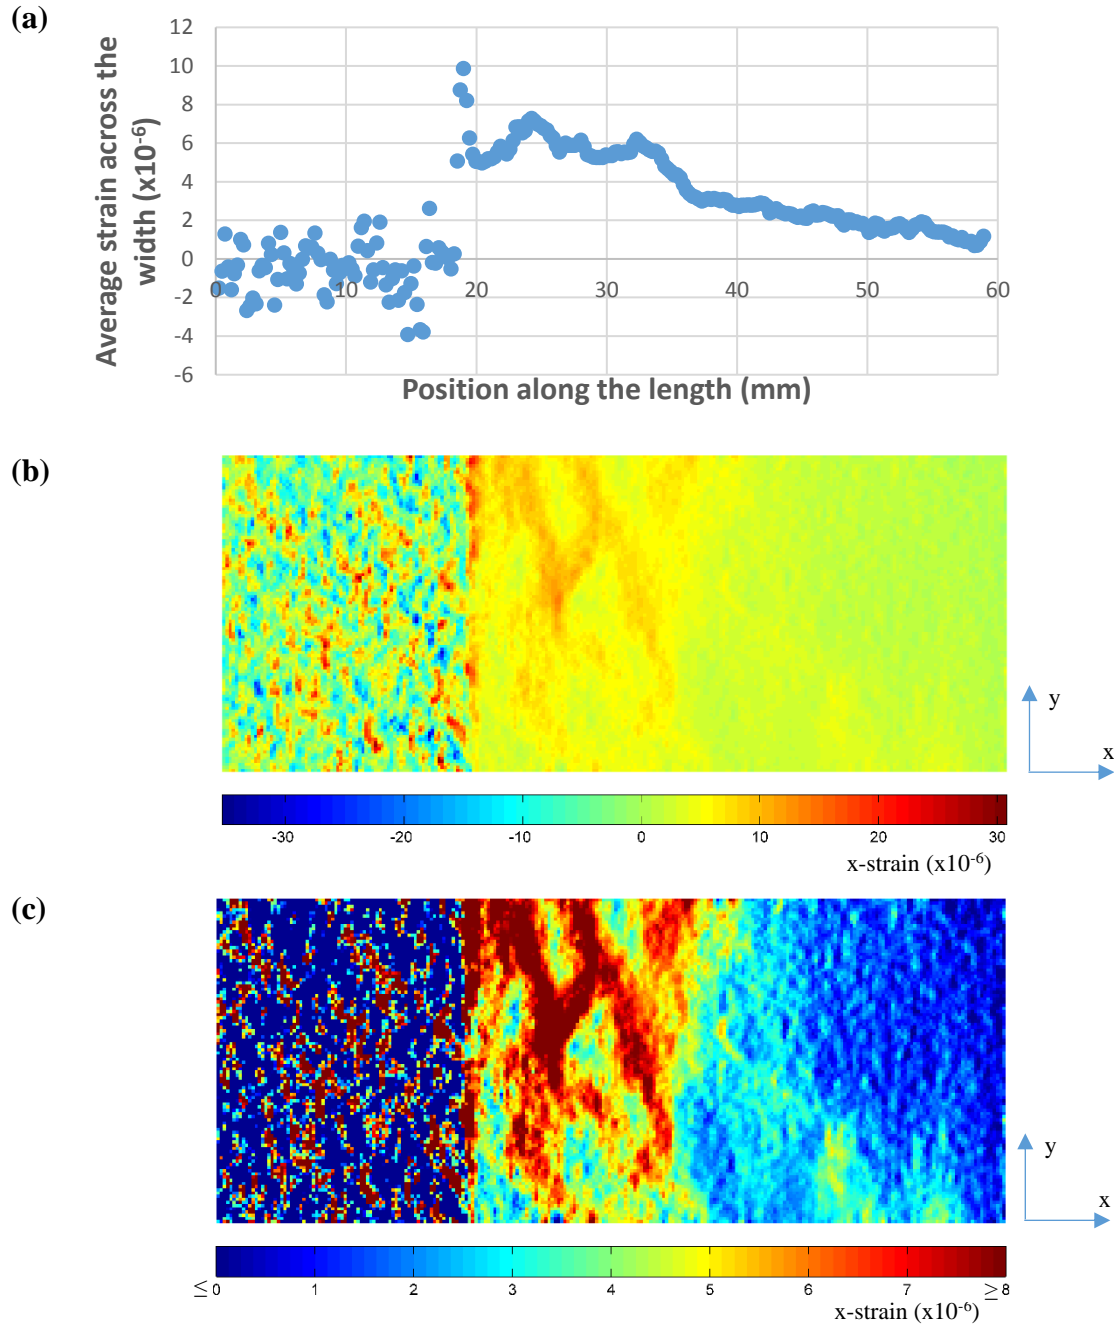 (a)
Average strain across the
width (x10⁻⁶)
12
10
8
6
4
2
0
-2
-4
-6
0 10 20 30 40 50 60
Position along the length (mm)
(b)
y
x
-30 -20 -10 0 10 20 30
x-strain (x10⁻⁶)
(c)
y
x
≤ 0 1 2 3 4 5 6 7 ≥ 8
x-strain (x10⁻⁶)